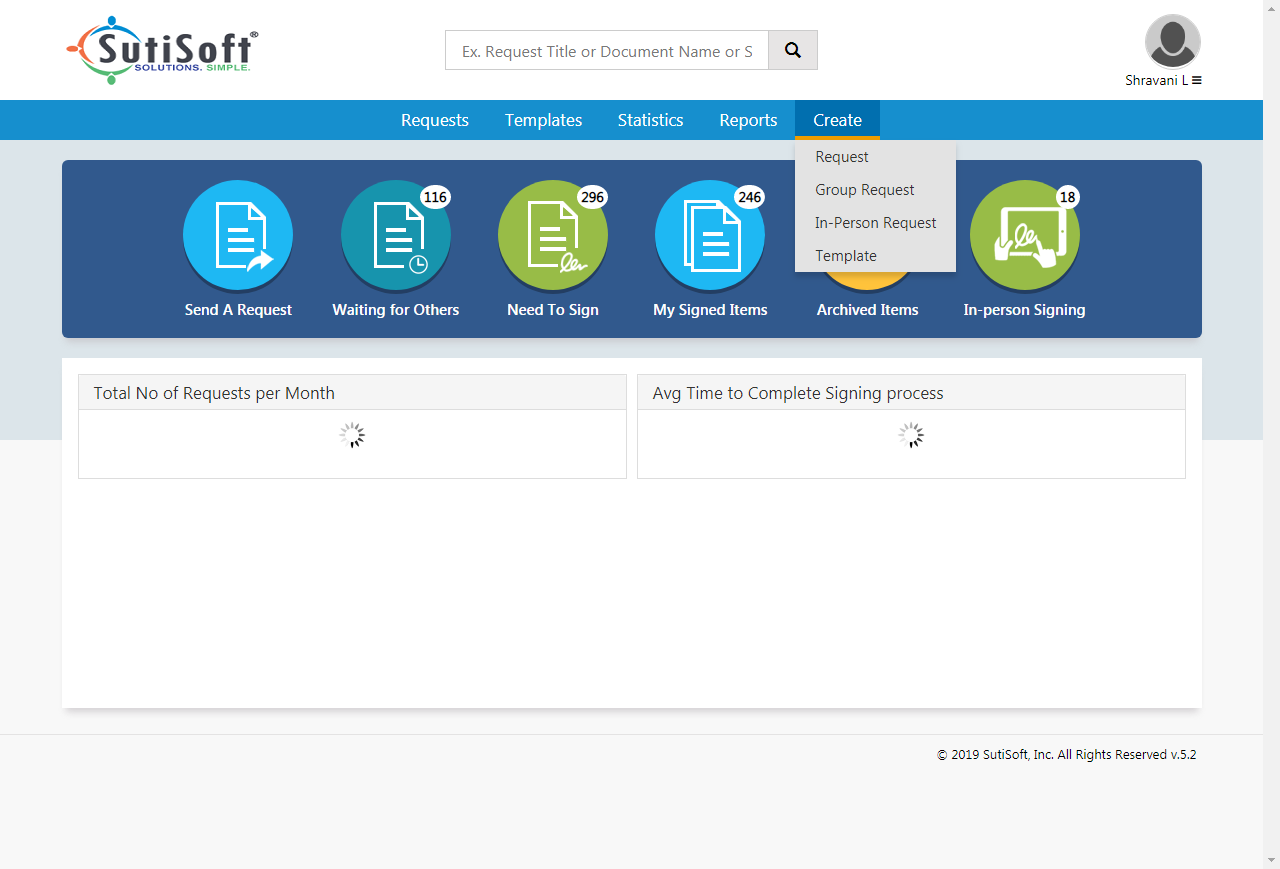 SutiSoft®
SOLUTIONS. SIMPLE.
Ex. Request Title or Document Name or S
Shravani L
Requests Templates Statistics Reports Create
Request
Group Request
In-Person Request
Template
116 296 246 18
Send A Request Waiting for Others Need To Sign My Signed Items Archived Items In-person Signing
Total No of Requests per Month Avg Time to Complete Signing process
© 2019 SutiSoft, Inc. All Rights Reserved v.5.2